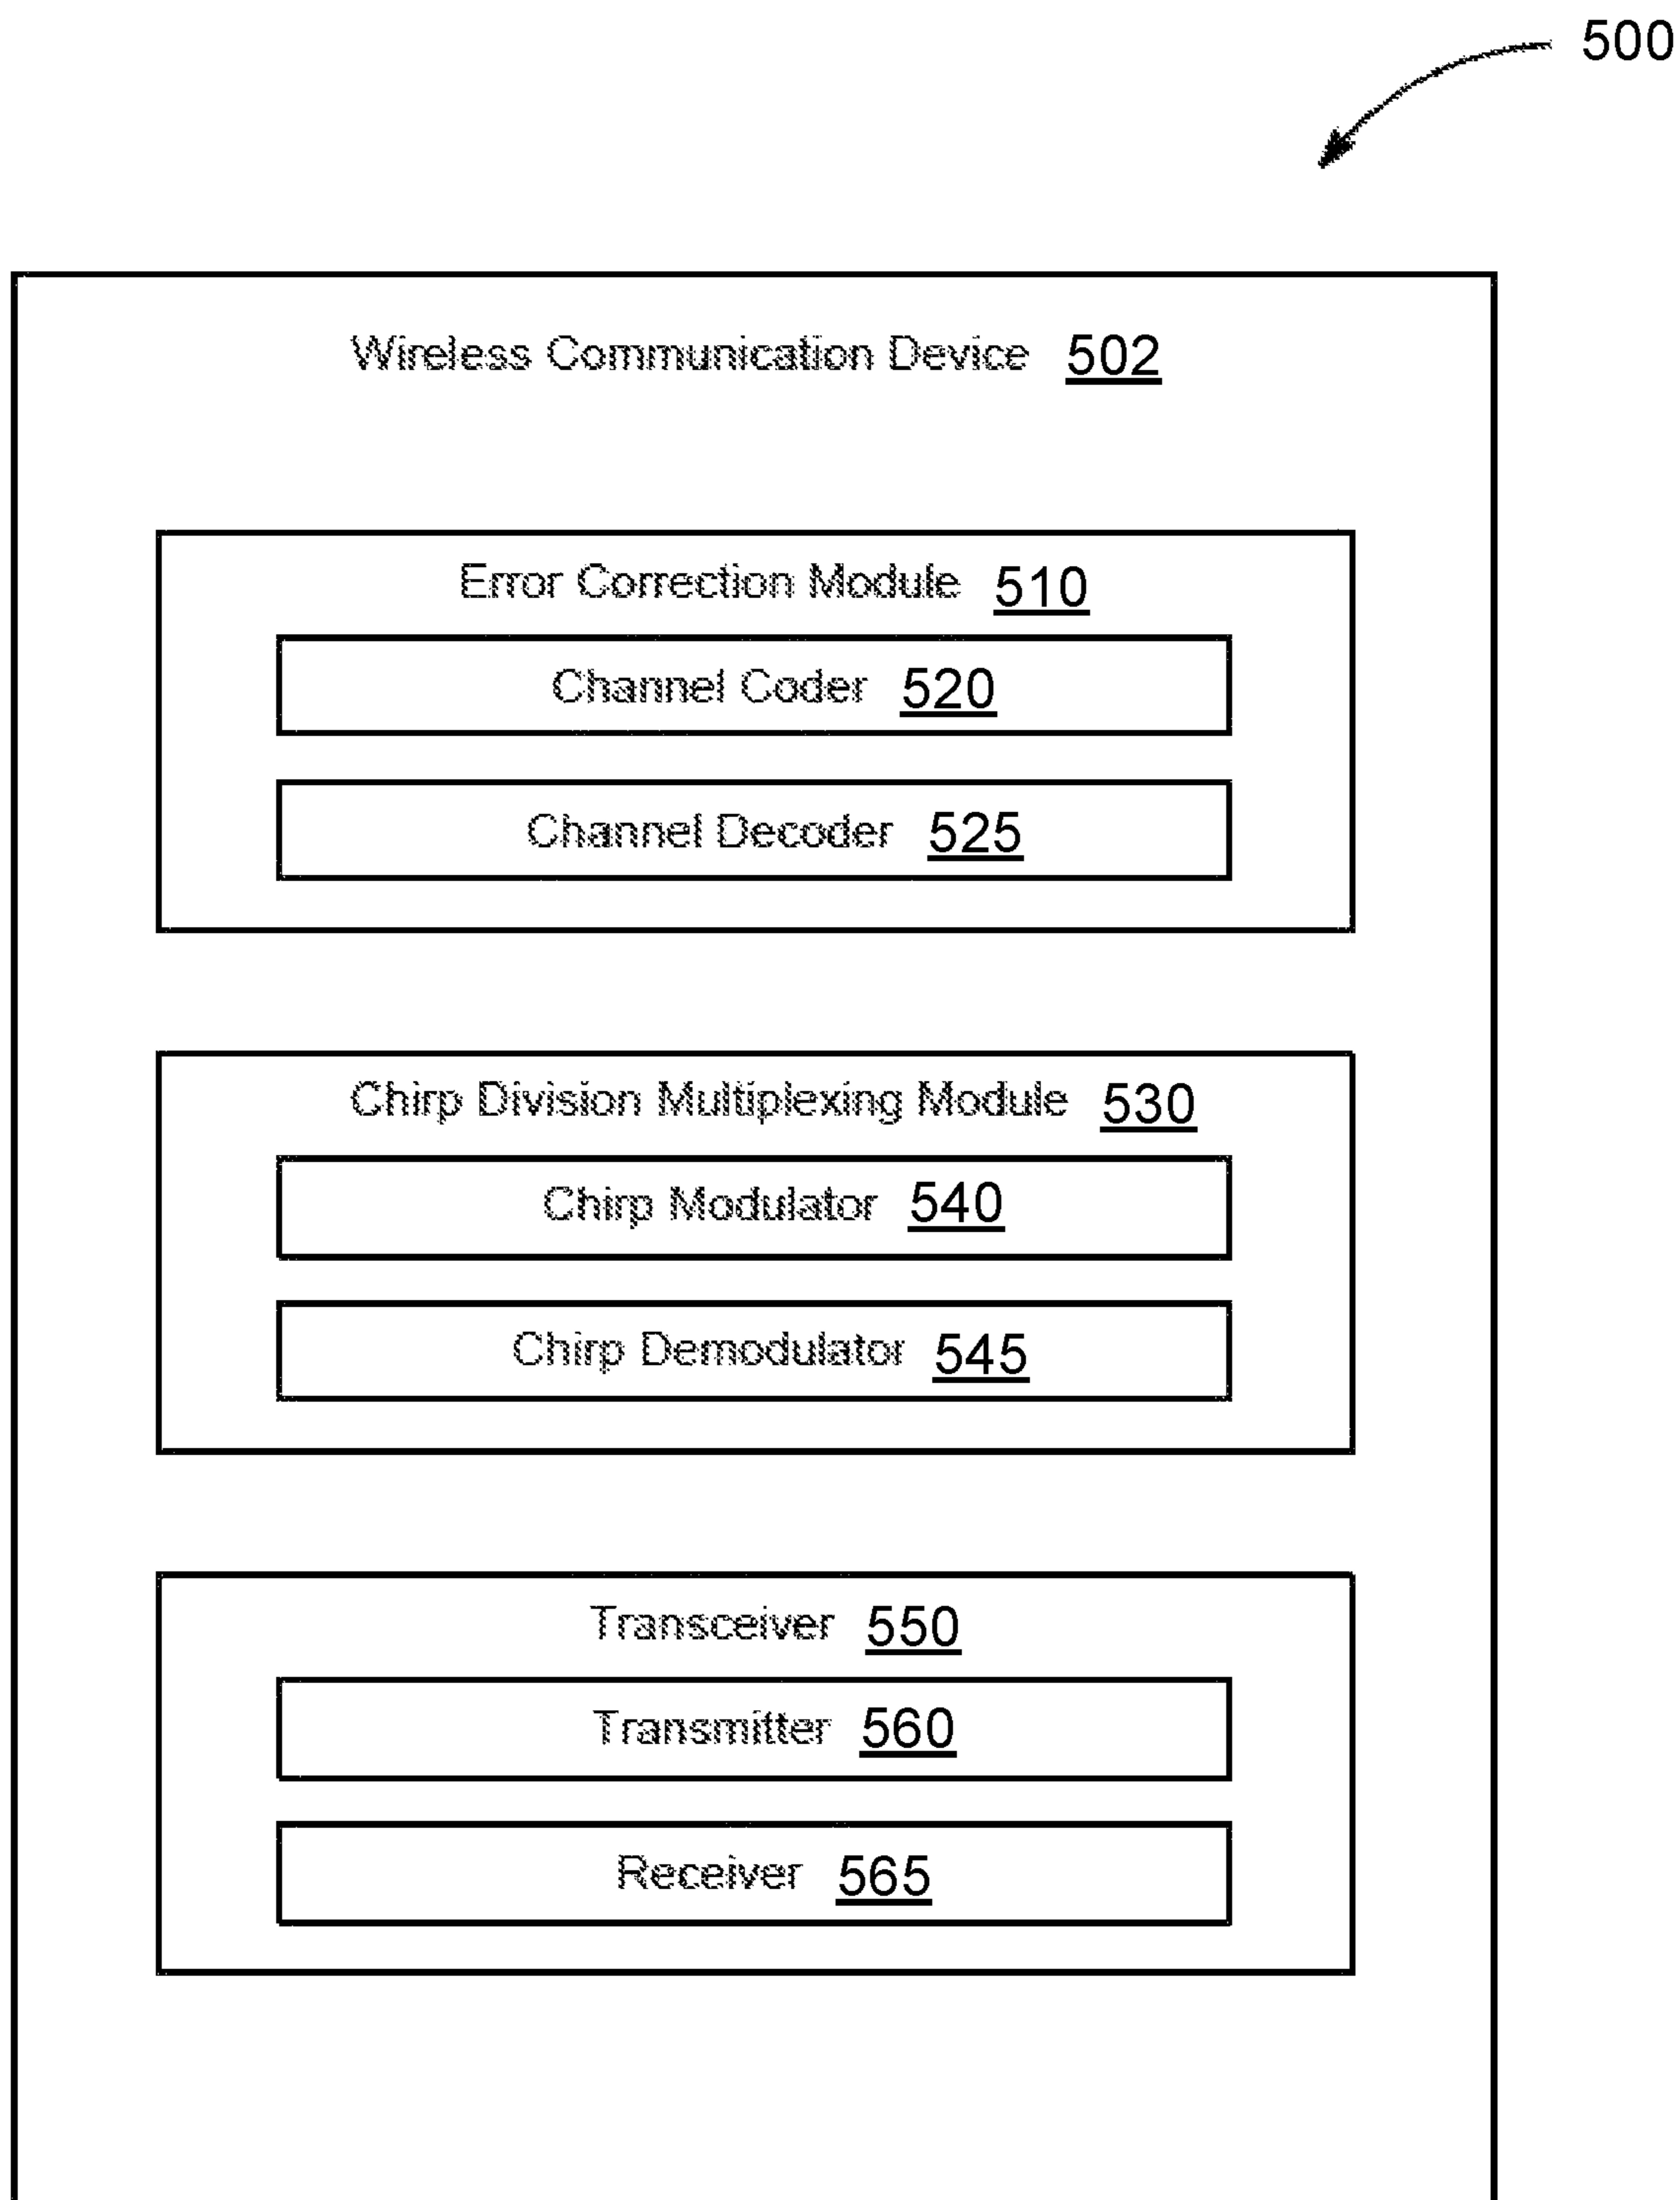 500
Wireless Communication Device 502
Error Correction Module 510
Channel Coder 520
Channel Decoder 525
Chirp Division Multiplexing Module 530
Chirp Modulator 540
Chirp Demodulator 545
Transceiver 550
Transmitter 560
Receiver 565